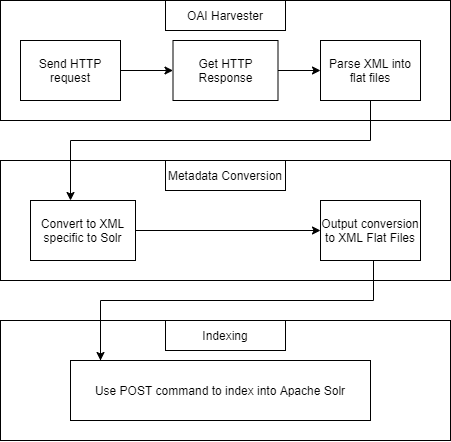 OAI Harvester
Send HTTP
request
Get HTTP
Response
Parse XML into
flat files
Metadata Conversion
Convert to XML
specific to Solr
Output conversion
to XML Flat Files
Indexing
Use POST command to index into Apache Solr